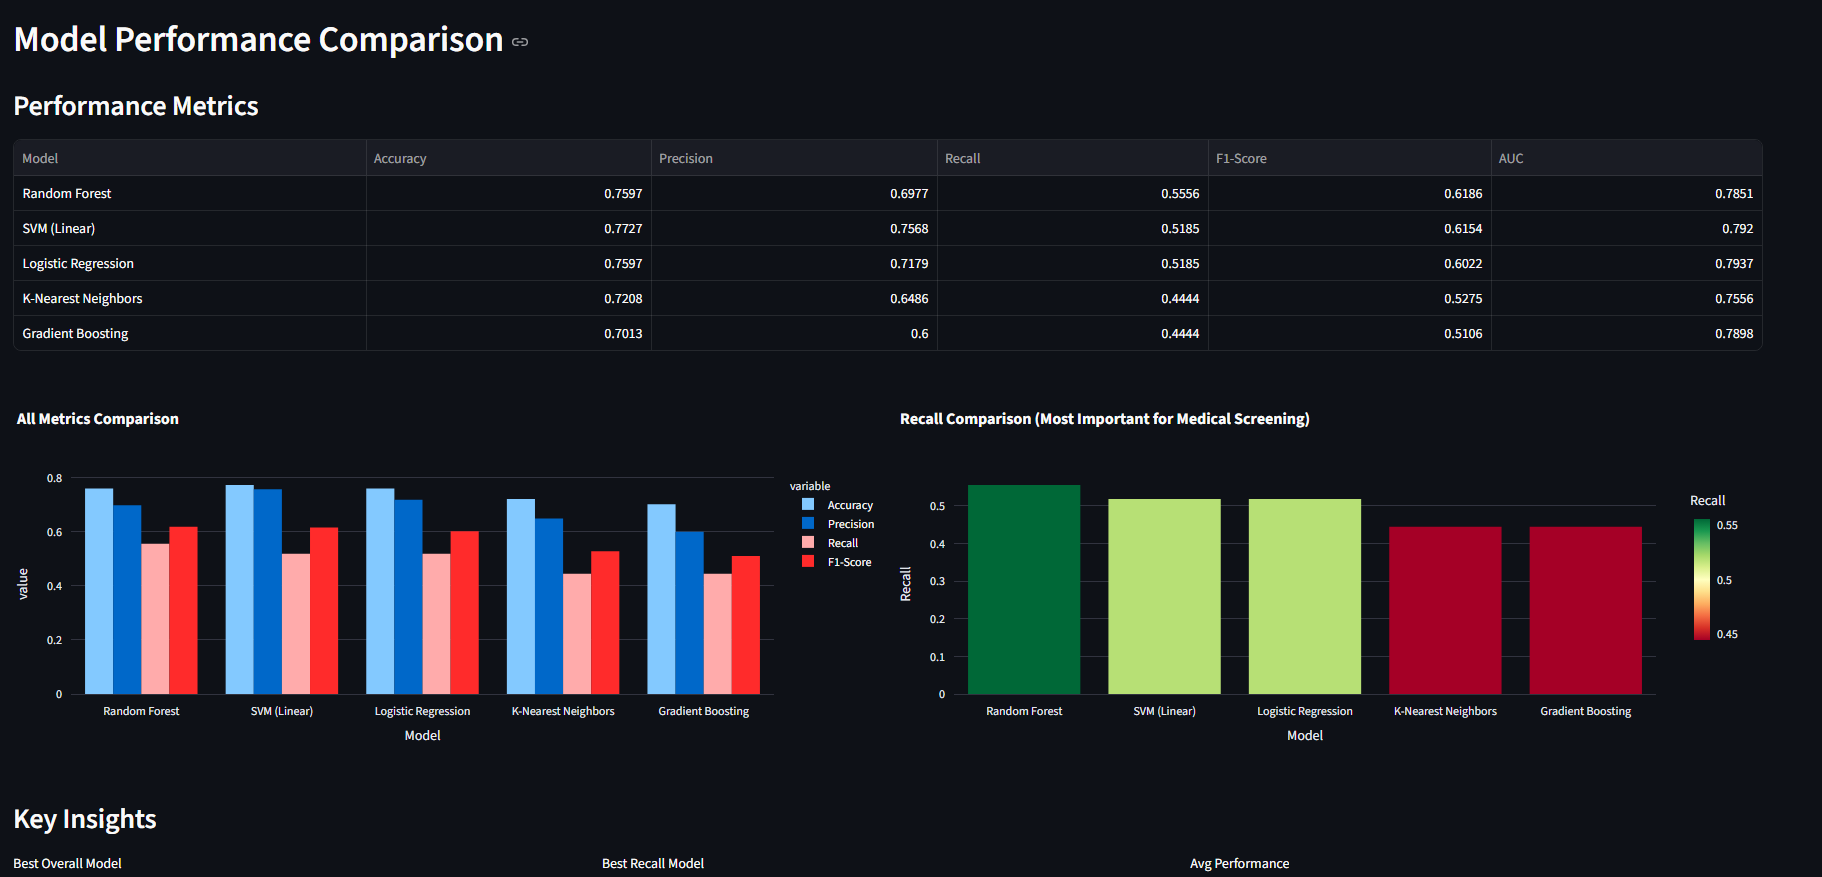 Model Performance Comparison
Performance Metrics
Model Accuracy Precision Recall F1-Score AUC
Random Forest 0.7597 0.6977 0.5556 0.6186 0.7851
SVM (Linear) 0.7727 0.7568 0.5185 0.6154 0.792
Logistic Regression 0.7597 0.7179 0.5185 0.6022 0.7937
K-Nearest Neighbors 0.7208 0.6486 0.4444 0.5275 0.7556
Gradient Boosting 0.7013 0.6 0.4444 0.5106 0.7898
All Metrics Comparison
0.8
0.6
0.4
0.2
0
value
Random Forest SVM (Linear) Logistic Regression K-Nearest Neighbors Gradient Boosting
Model
variable
Accuracy
Precision
Recall
F1-Score
Recall Comparison (Most Important for Medical Screening)
0.5
0.4
0.3
0.2
0.1
0
Recall
Random Forest SVM (Linear) Logistic Regression K-Nearest Neighbors Gradient Boosting
Model
Recall
0.55
0.5
0.45
Key Insights
Best Overall Model Best Recall Model Avg Performance